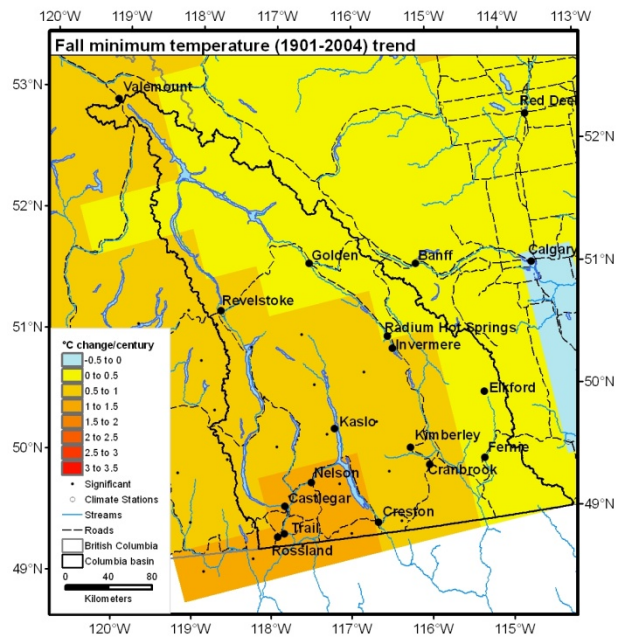 120°W 119°W 118°W 117°W 116°W 115°W 114°W 113°W
Fall minimum temperature (1901-2004) trend
53°N
Valemount
Red Deer
52°N
52°N
Golden
Banff
Calgary
51°N
Revelstoke
51°N
Radium Hot Springs
Invermere
°C change/century
-0.5 to 0
0 to 0.5
0.5 to 1
1 to 1.5
1.5 to 2
2 to 2.5
2.5 to 3
3 to 3.5
Significant
Climate Stations
Streams
Roads
British Columbia
Columbia basin
0 40 80
Kilometers
50°N
Elkford
Kaslo
50°N
Kimberley
Fernie
Cranbrook
Nelson
Castlegar
Creston
49°N
Trail
Rossland
49°N
120°W 119°W 118°W 117°W 116°W 115°W